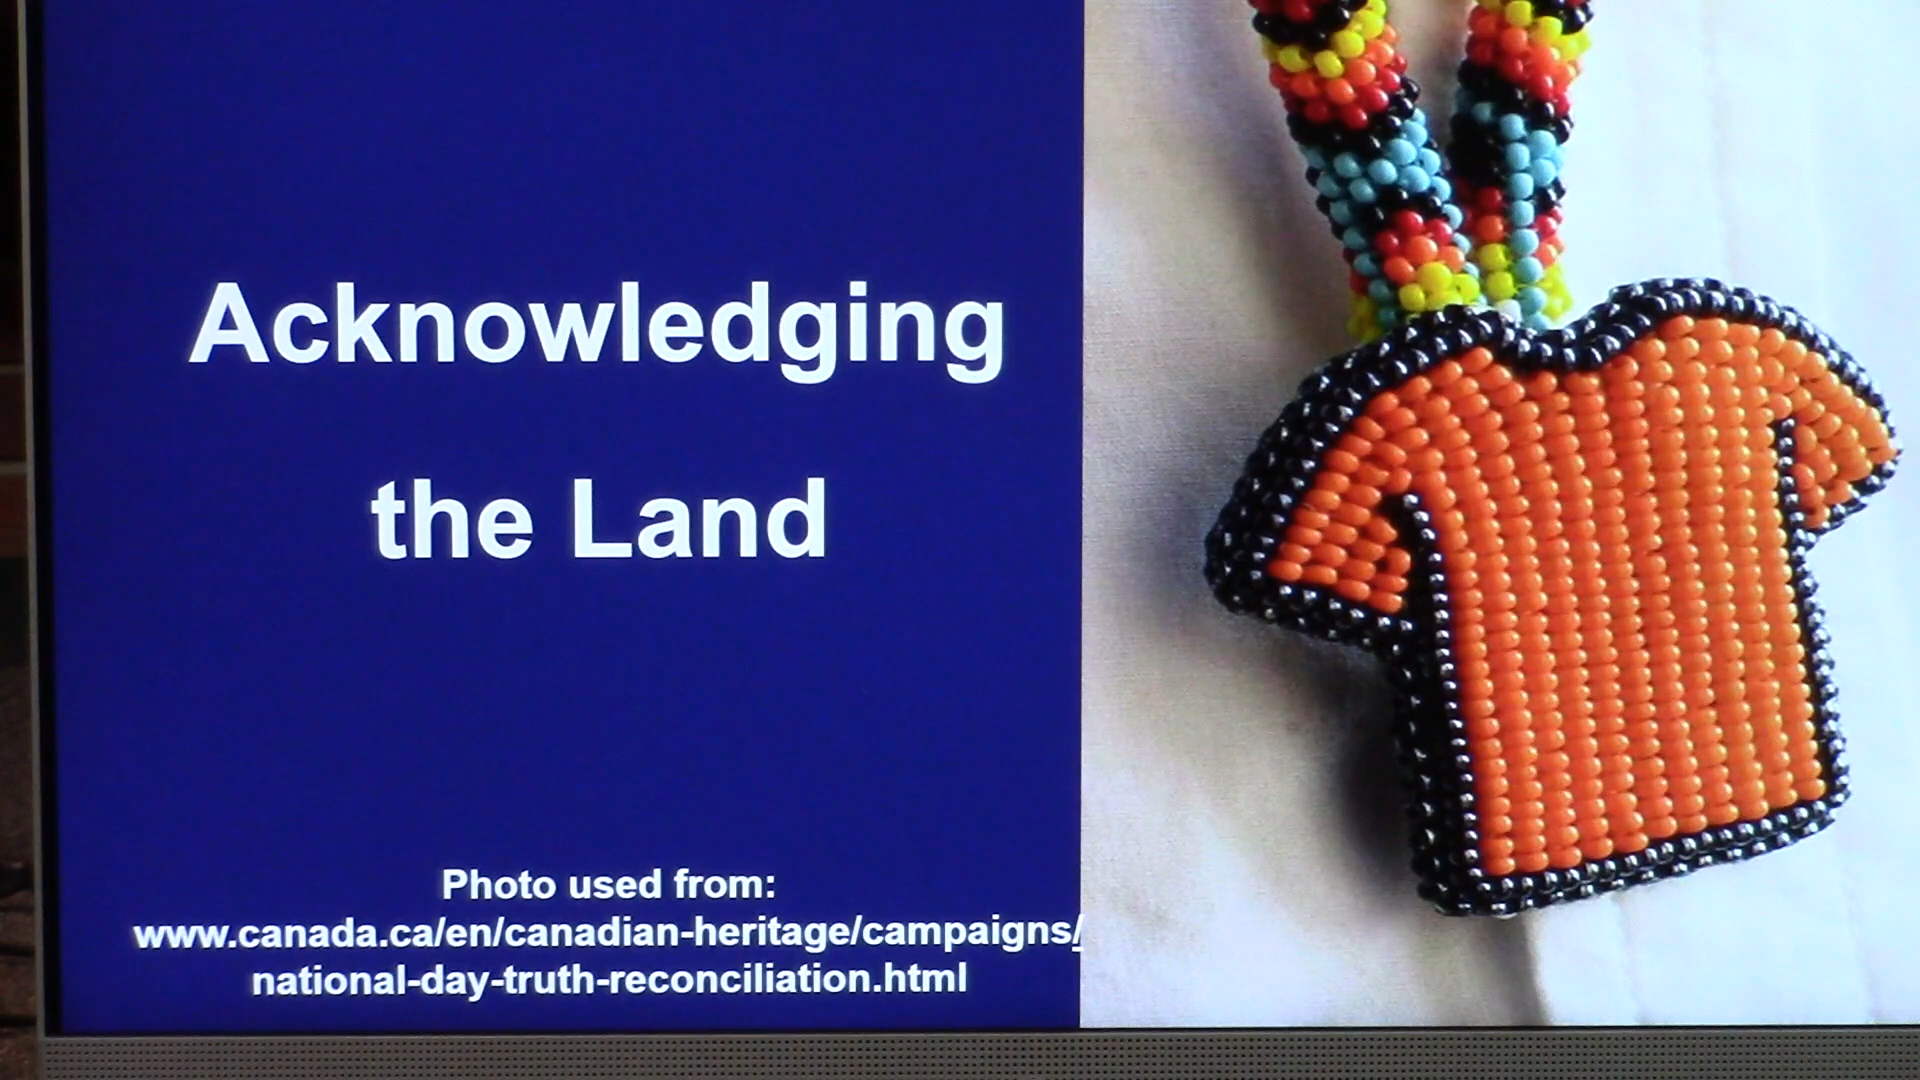 Acknowledging
the Land
Photo used from:
www.canada.ca/en/canadian-heritage/campaigns/
national-day-truth-reconciliation.html